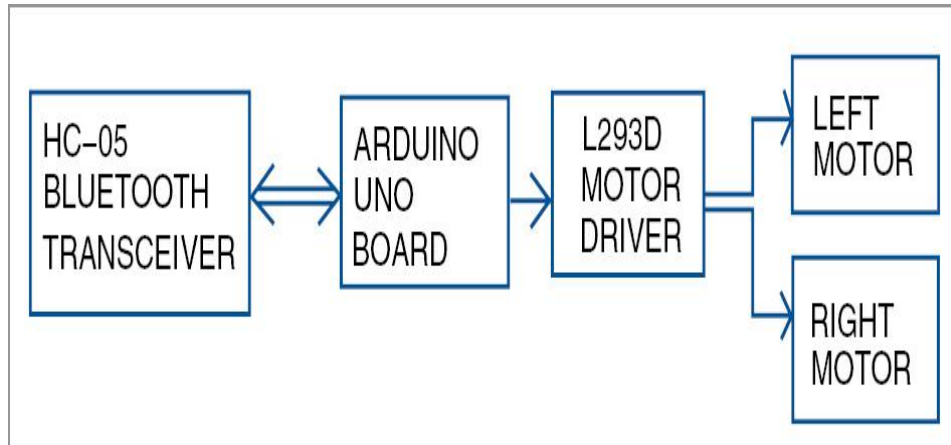 HC–05
BLUETOOTH
TRANSCEIVER
ARDUINO
UNO
BOARD
L293D
MOTOR
DRIVER
LEFT
MOTOR
RIGHT
MOTOR